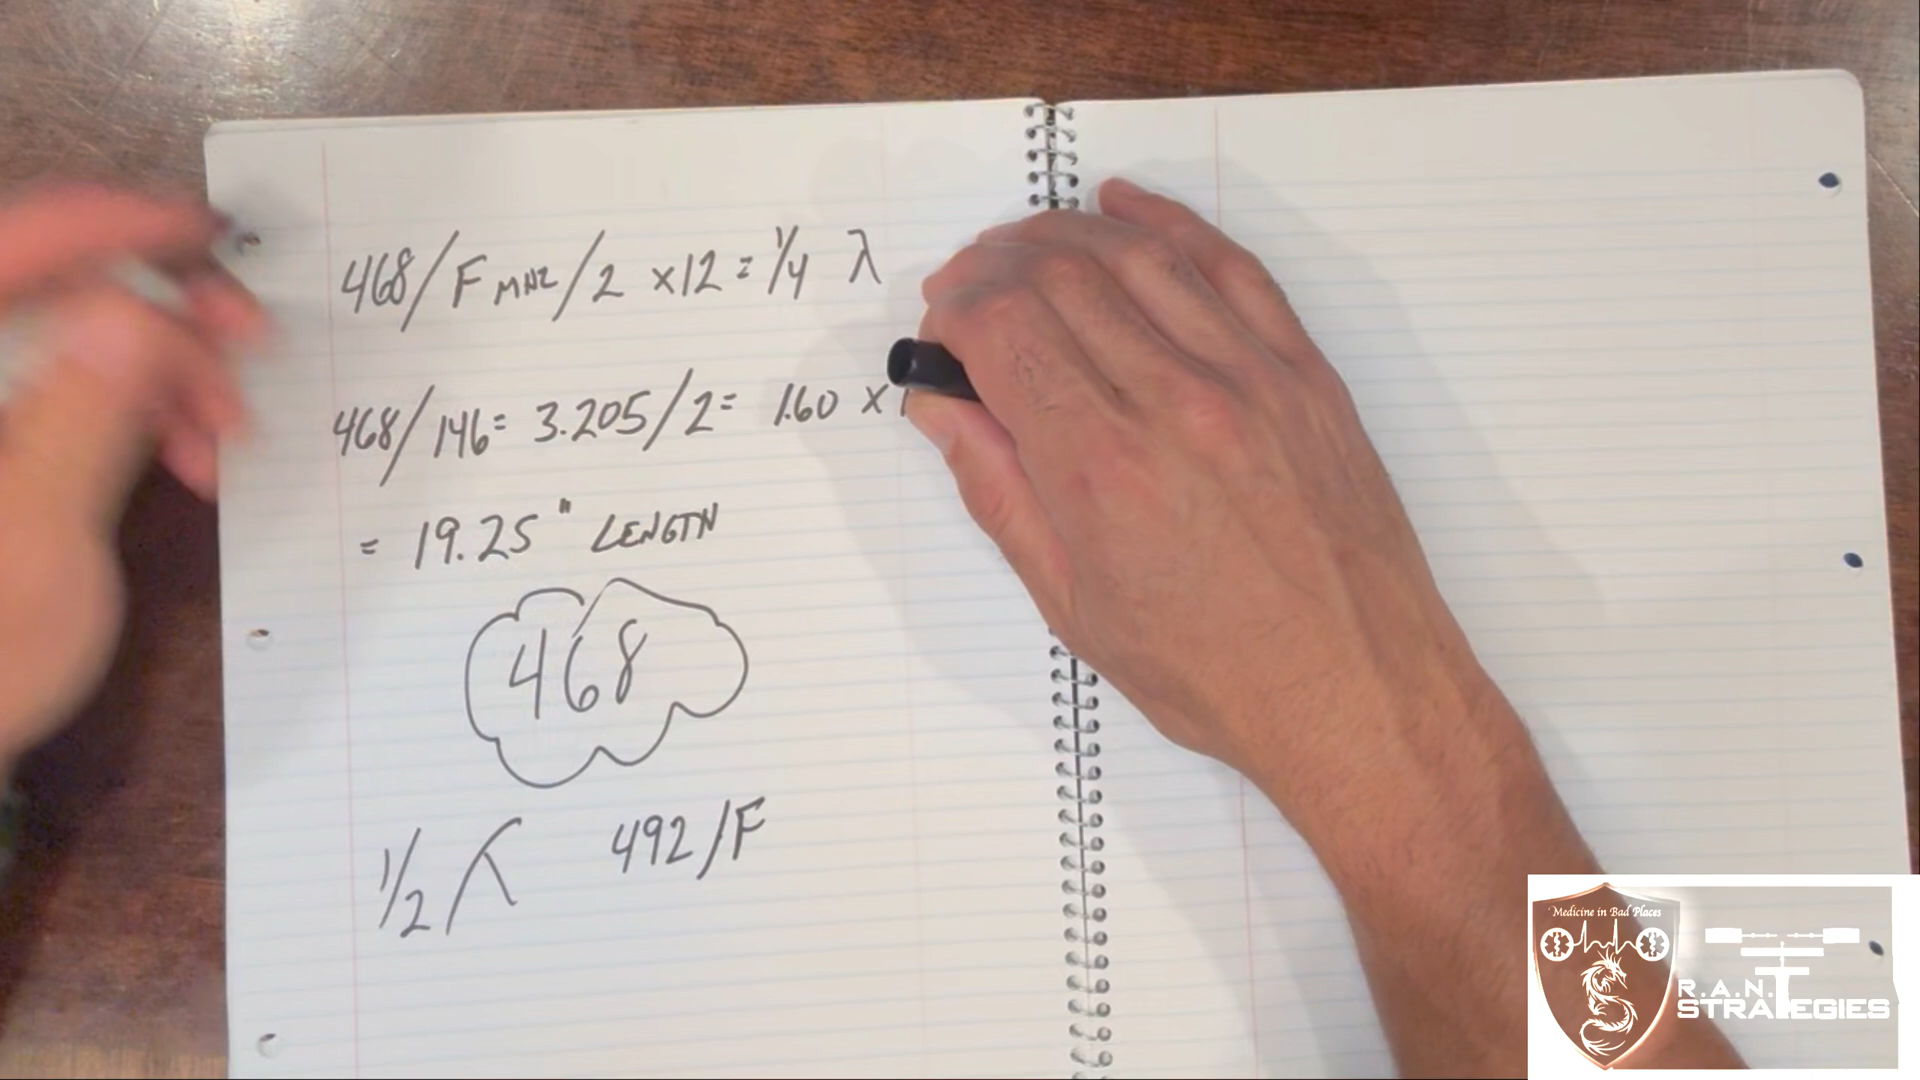 468/F MHZ/2 x12 = 1/4 λ
468/146 = 3.205/2 = 1.60 x
= 19.25" LENGTH
468
1/2 λ 492/F
Medicine in Bad Places
R.A.N.T
STRATEGIES